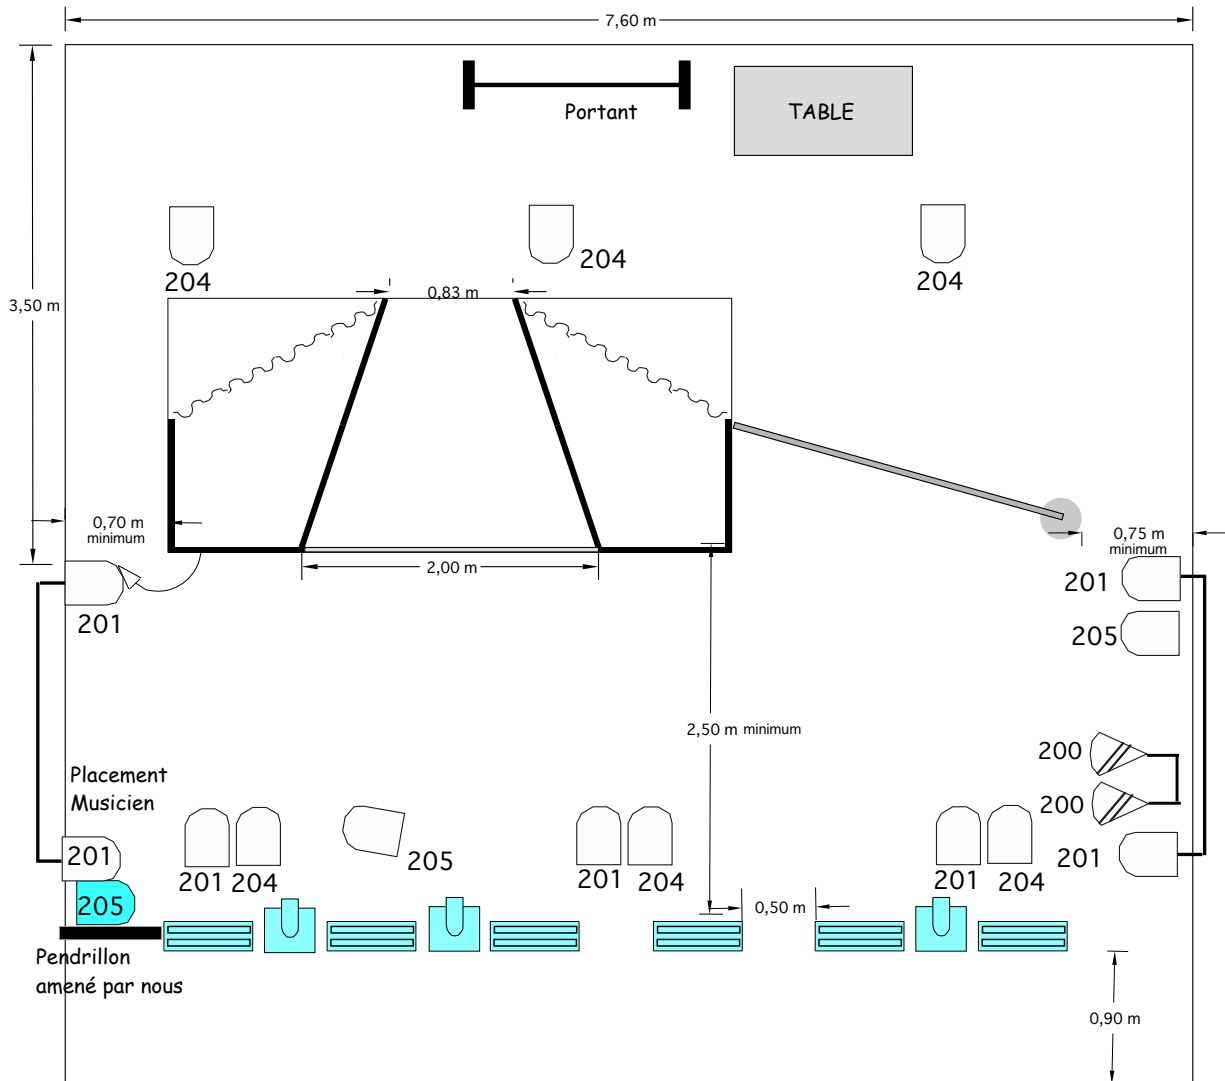 7,60 m
Portant
TABLE
204
204
204
3,50 m
0,83 m
0,70 m
minimum
0,75 m
minimum
2,00 m
201
201
205
2,50 m minimum
200
200
Placement
Musicien
201
205
201 204
205
201 204
201 204
201
0,50 m
Pendrillon
amené par nous
0,90 m